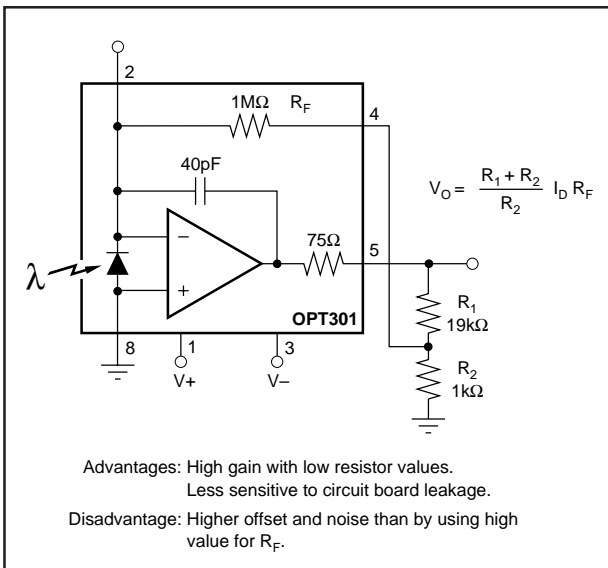 2
1MΩ R_F 4
40pF
V_O = R_1 + R_2 / R_2 I_D R_F
75Ω 5
−
+
λ
R_1
19kΩ
OPT301
8 1 3
V+ V−
R_2
1kΩ
Advantages: High gain with low resistor values.
Less sensitive to circuit board leakage.
Disadvantage: Higher offset and noise than by using high
value for R_F.